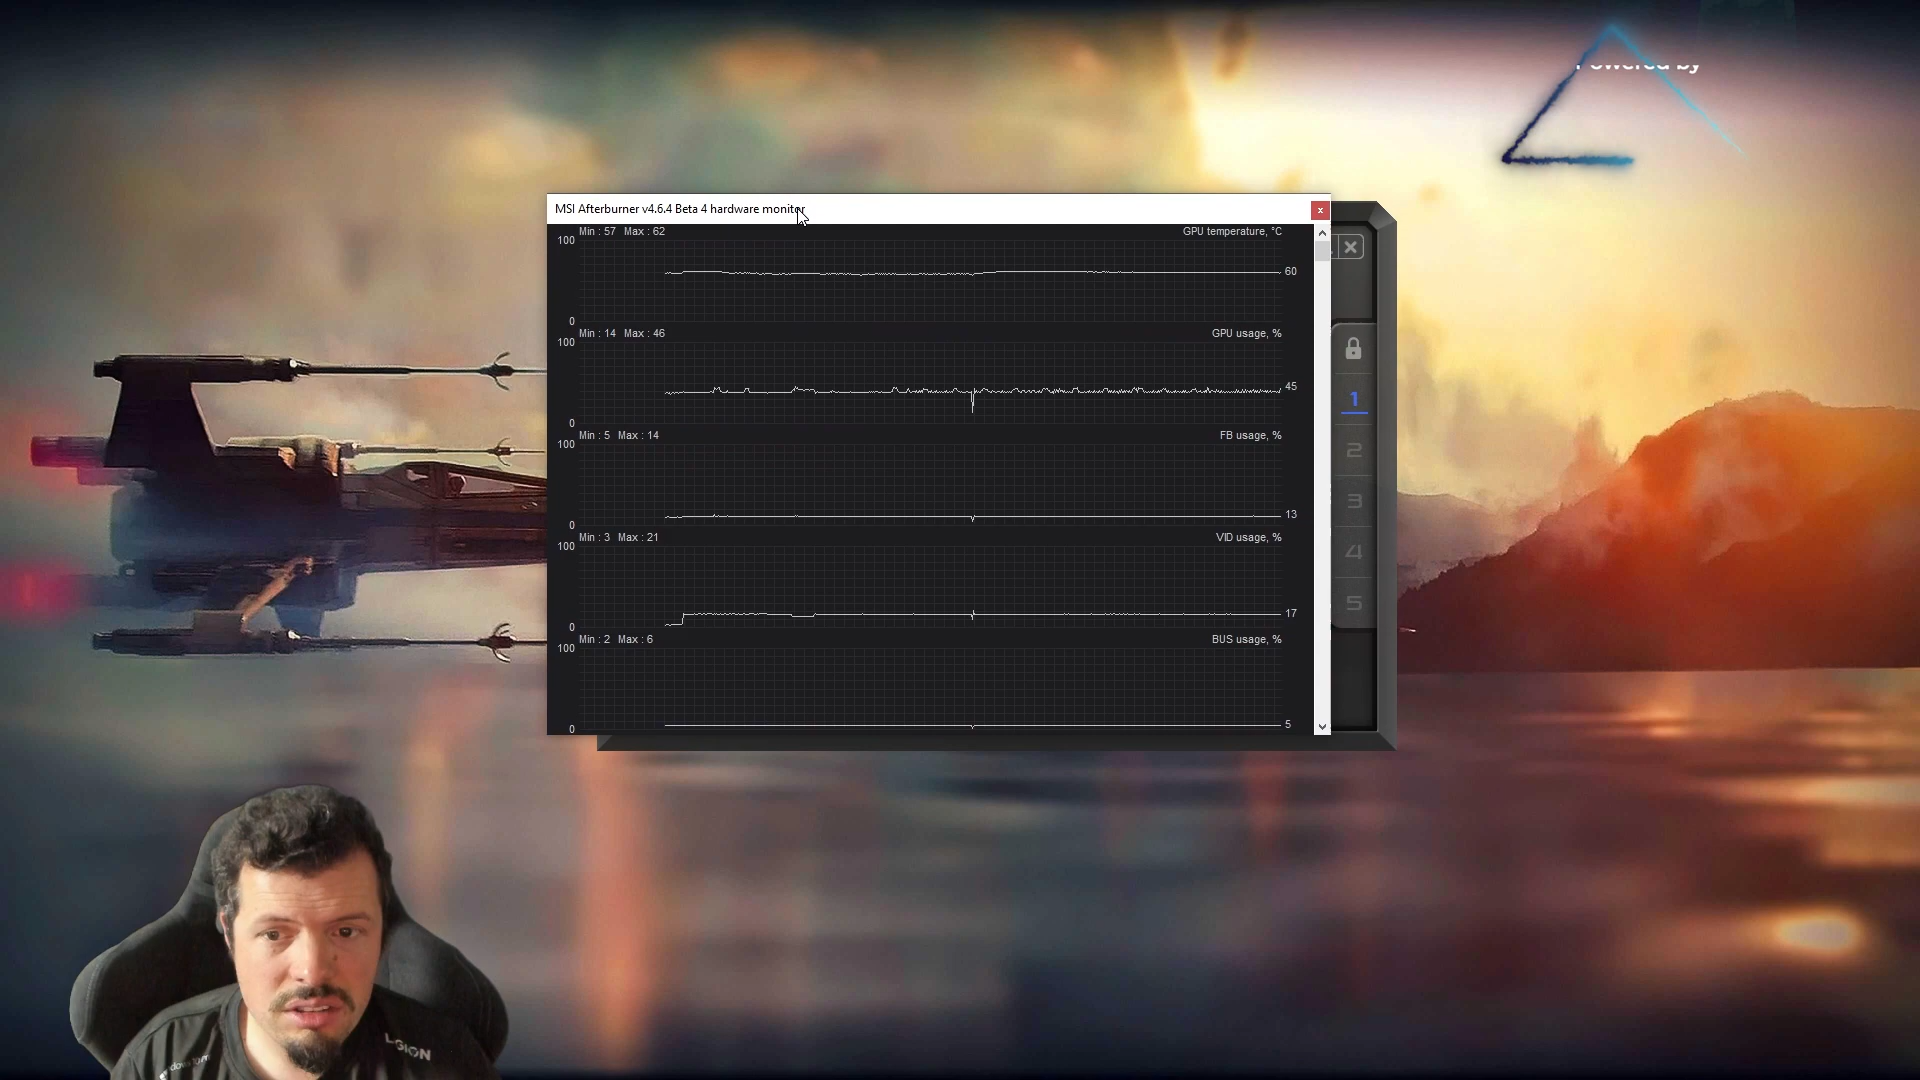 Powered by
MSI Afterburner v4.6.4 Beta 4 hardware monitor
Min : 57 Max : 62 GPU temperature, °C
100
60
0
Min : 14 Max : 46 GPU usage, %
100
45
0
Min : 5 Max : 14 FB usage, %
100
13
0
Min : 3 Max : 21 VID usage, %
100
17
0
Min : 2 Max : 6 BUS usage, %
100
5
0
1
2
3
4
5